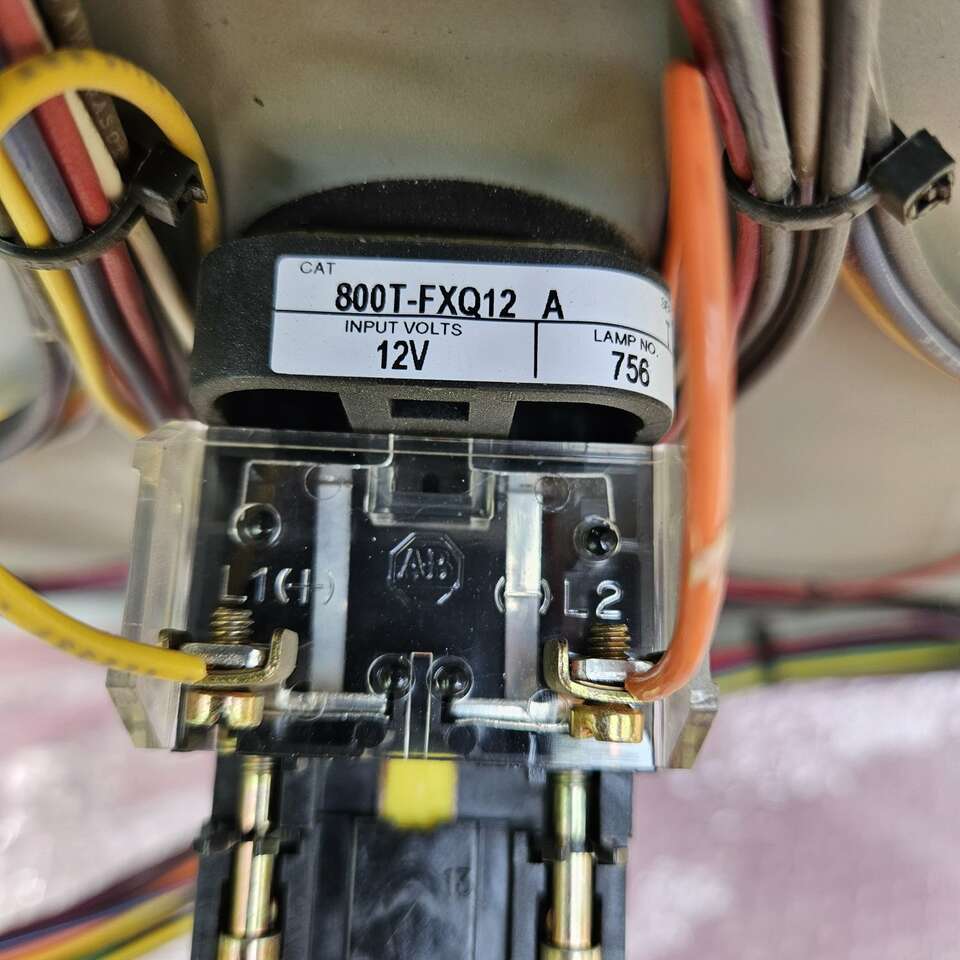 CAT
800T-FXQ12 A
INPUT VOLTS
12V
LAMP NO.
756
AB
L1(+)
(-)L2
13